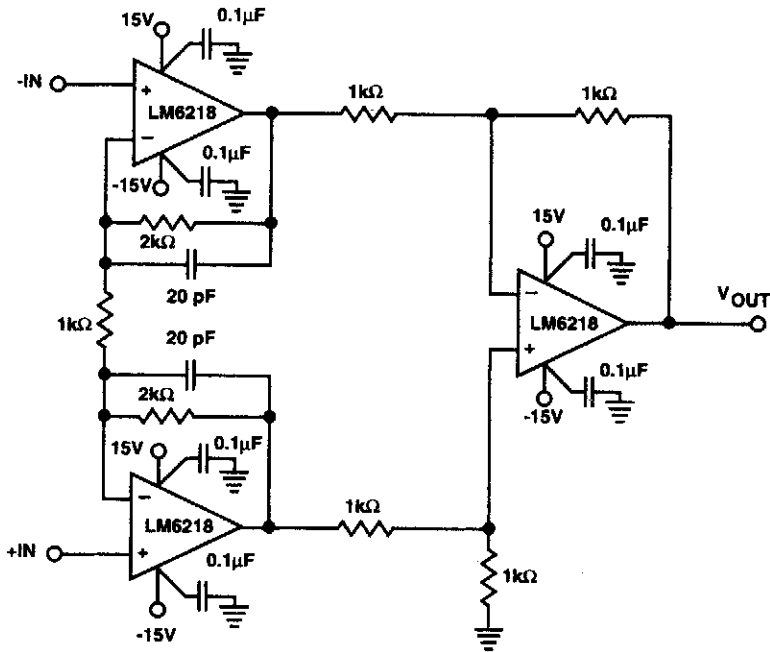 15V
0.1µF
-IN
+
LM6218
−
0.1µF
-15V
1kΩ
1kΩ
2kΩ
20 pF
1kΩ
20 pF
2kΩ
15V
0.1µF
−
LM6218
+
+IN
0.1µF
-15V
1kΩ
1kΩ
15V
0.1µF
−
LM6218
+
0.1µF
-15V
VOUT